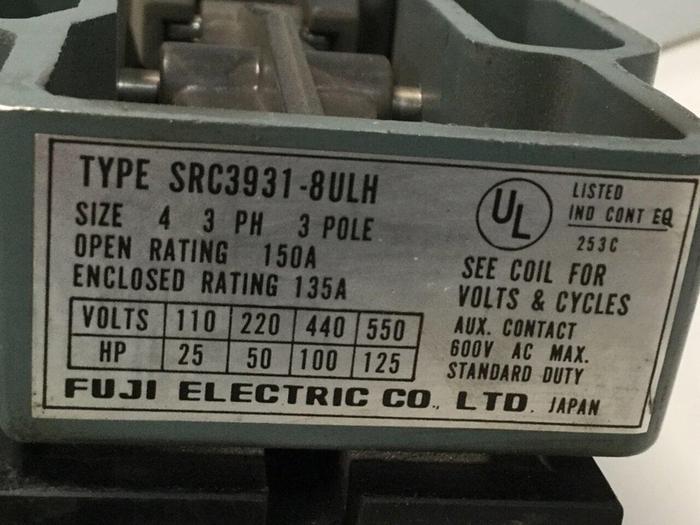 TYPE SRC3931-8ULH
SIZE 4 3 PH 3 POLE
OPEN RATING 150A
ENCLOSED RATING 135A
VOLTS 110 220 440 550
HP 25 50 100 125
UL
LISTED
IND CONT EQ
253C
SEE COIL FOR
VOLTS & CYCLES
AUX. CONTACT
600V AC MAX.
STANDARD DUTY
FUJI ELECTRIC CO., LTD. JAPAN